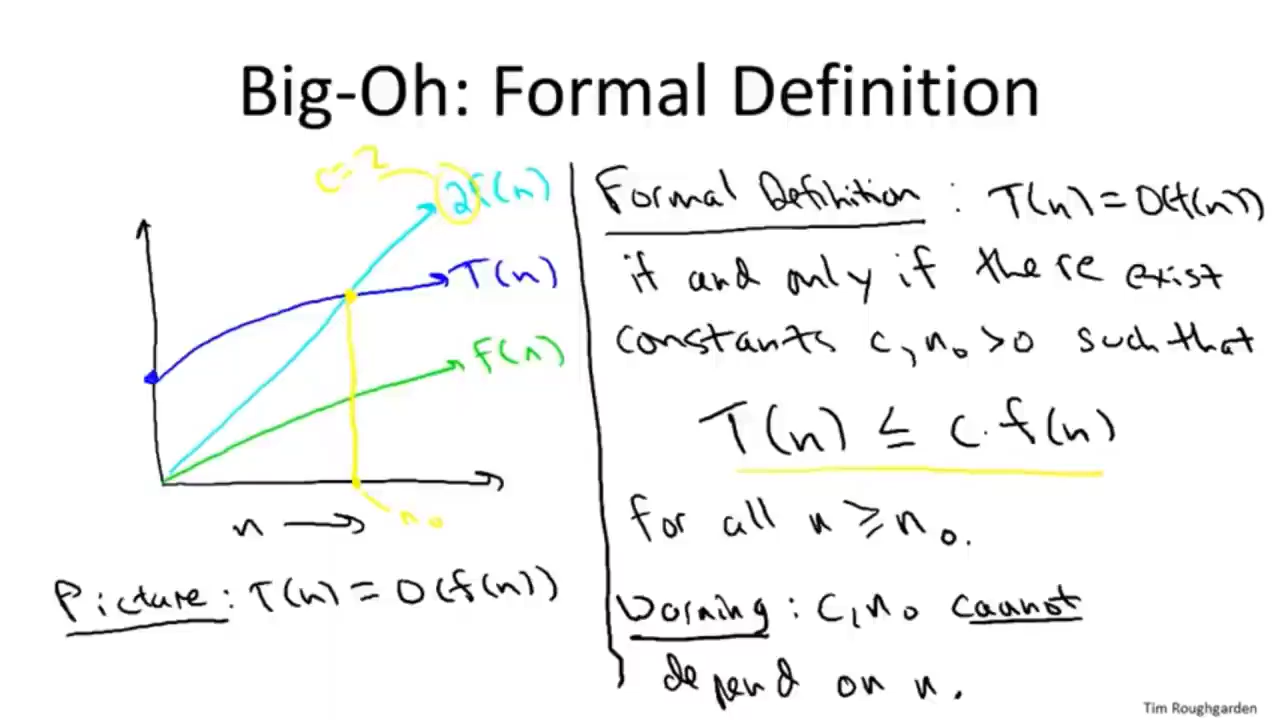 Big-Oh: Formal Definition
c=2
2f(n)
T(n)
f(n)
n₀
n →
Picture: T(n) = O(f(n))
Formal Definition : T(n) = O(f(n))
if and only if there exist
constants c, n₀ > 0 such that
T(n) ≤ c·f(n)
for all n ≥ n₀.
Warning : c, n₀ cannot
depend on n.
Tim Roughgarden